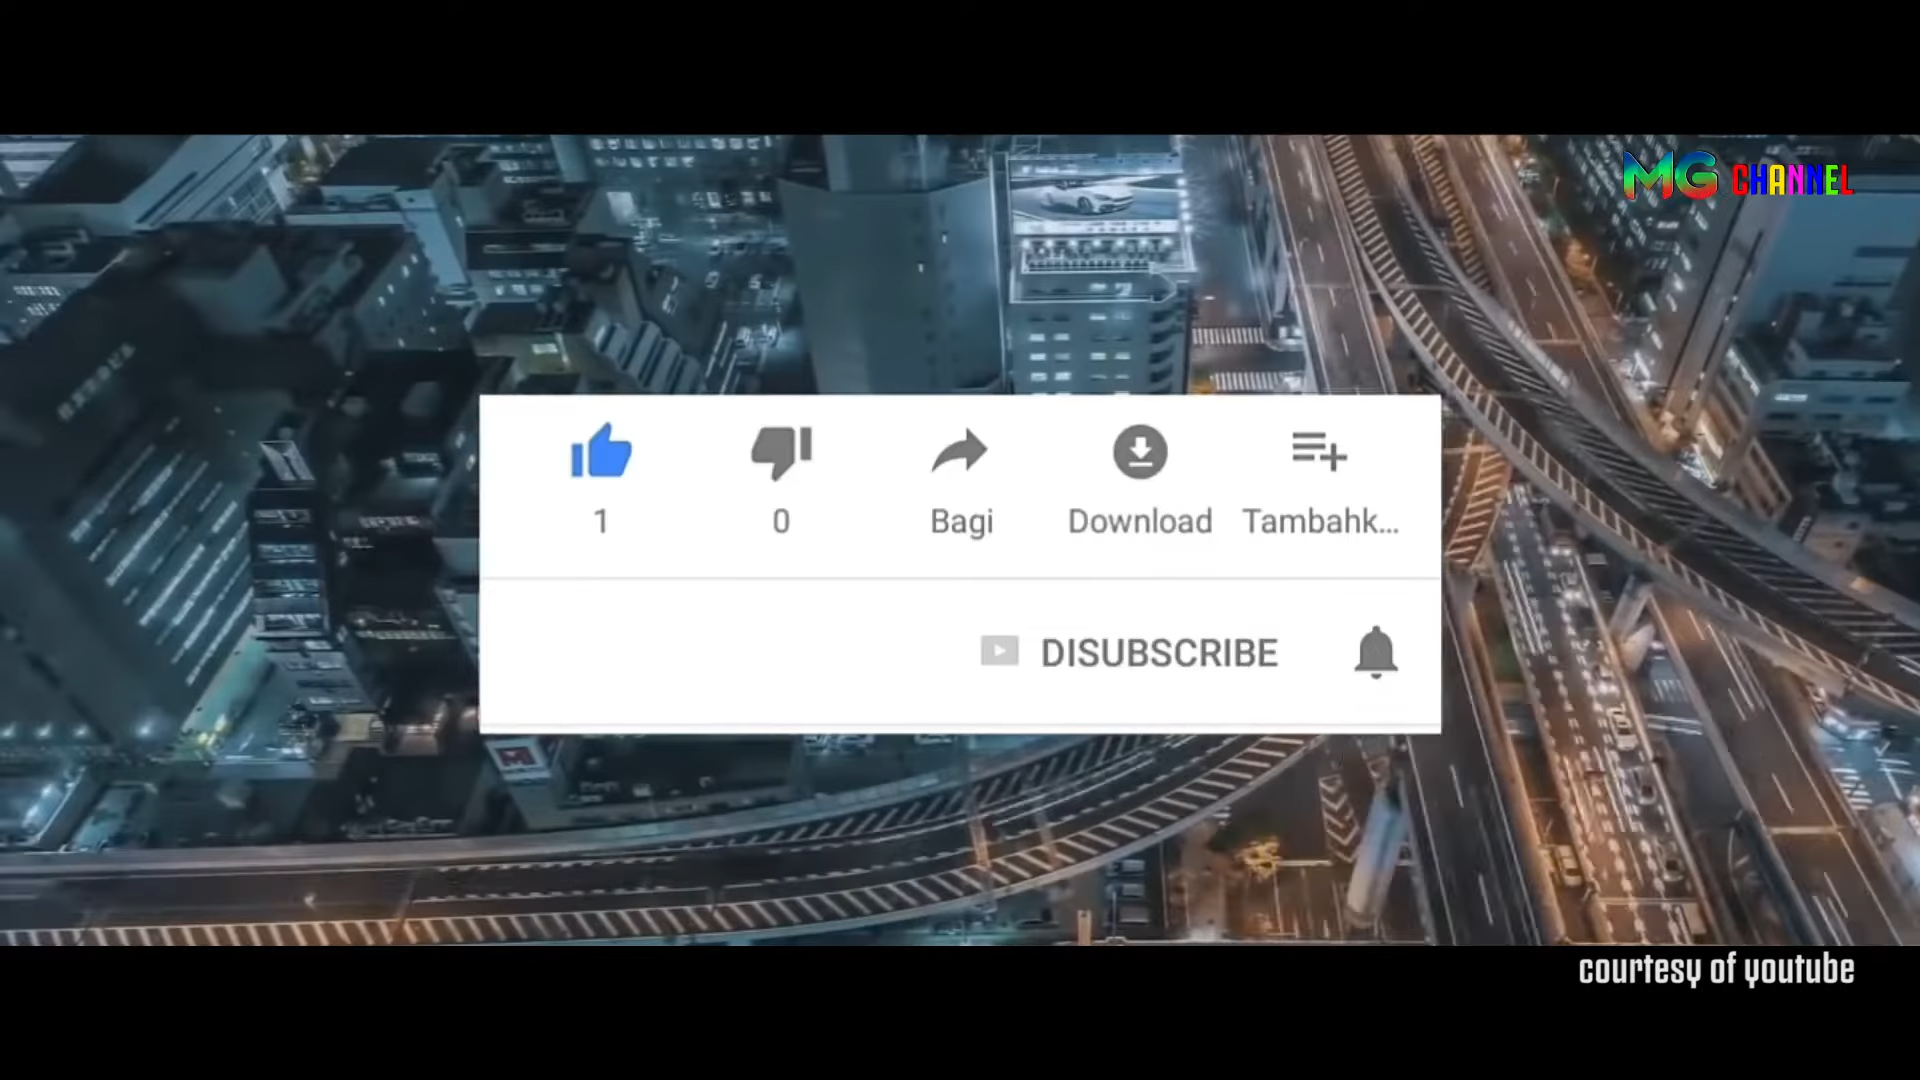 MG CHANNEL
1
0
Bagi
Download
Tambahk...
DISUBSCRIBE
courtesy of youtube